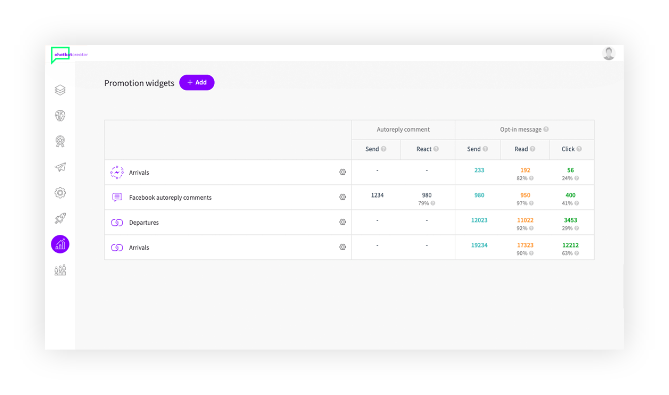 chatbotcreator
Promotion widgets + Add
Autoreply comment Opt-in message
Send React Send Read Click
Arrivals - - 233 192 56
82% 24%
Facebook autoreply comments 1234 980 980 950 400
79% 97% 41%
Departures - - 12023 11022 3453
92% 29%
Arrivals - - 19234 17323 12212
90% 63%